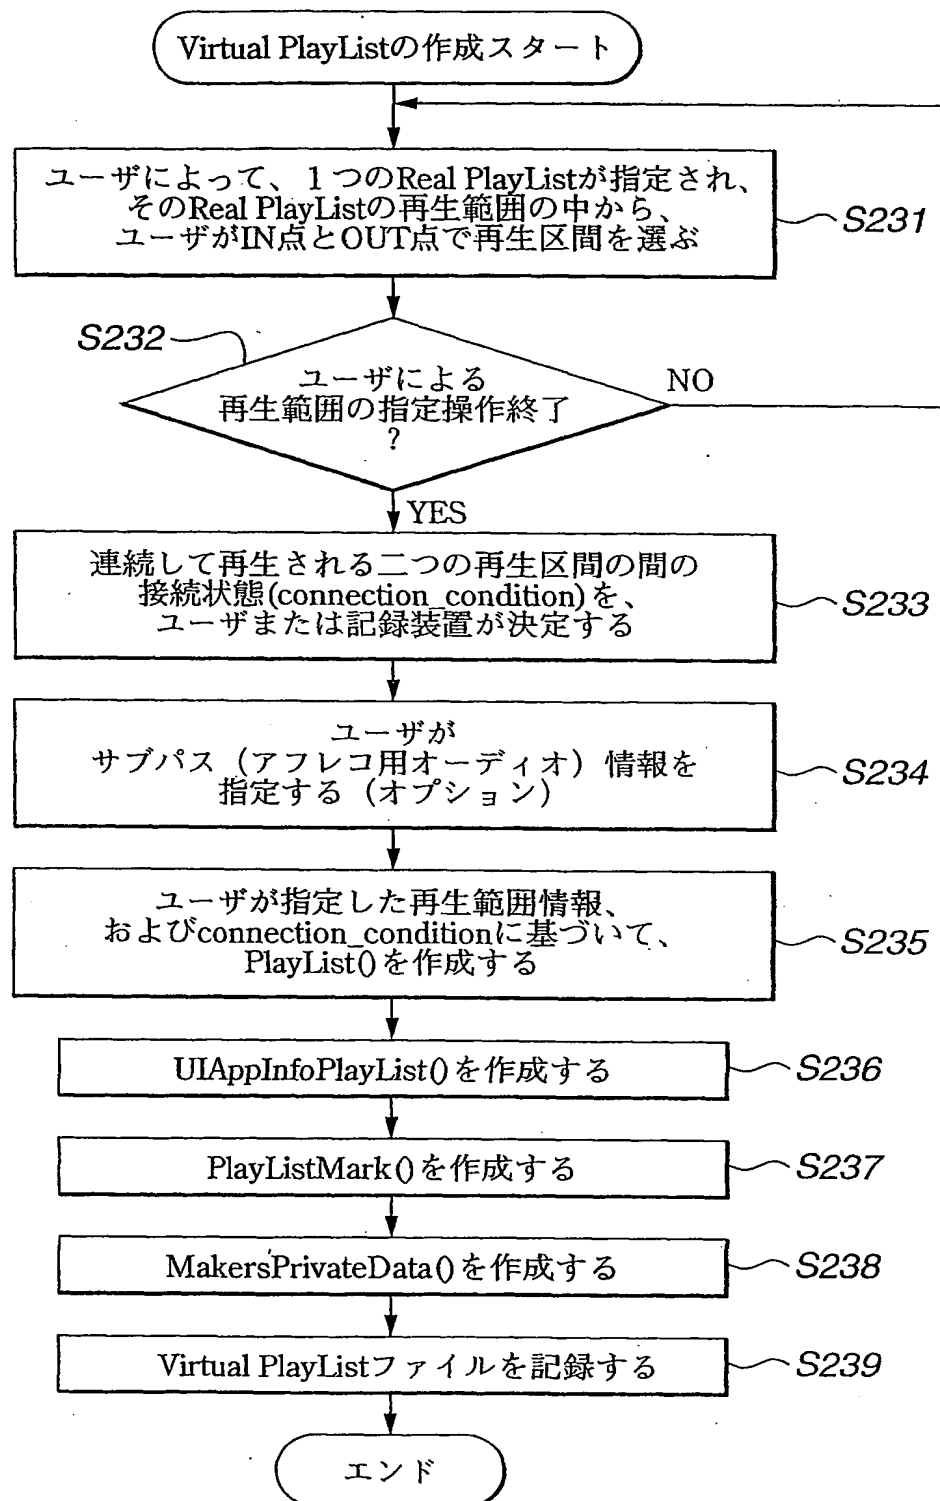 Virtual PlayListの作成スタート
ユーザによって、1つのReal PlayListが指定され、
そのReal PlayListの再生範囲の中から、
ユーザがIN点とOUT点で再生区間を選ぶ
S231
S232
ユーザによる
再生範囲の指定操作終了
?
NO
YES
連続して再生される二つの再生区間の間の
接続状態(connection_condition)を、
ユーザまたは記録装置が決定する
S233
ユーザが
サブパス（アフレコ用オーディオ）情報を
指定する（オプション）
S234
ユーザが指定した再生範囲情報、
およびconnection_conditionに基づいて、
PlayList()を作成する
S235
UIAppInfoPlayList()を作成する
S236
PlayListMark()を作成する
S237
MakersPrivateData()を作成する
S238
Virtual PlayListファイルを記録する
S239
エンド